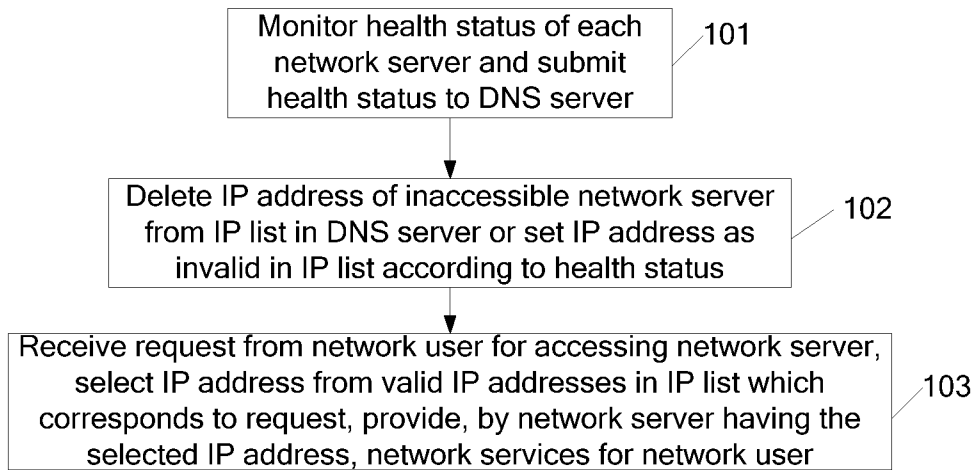 Monitor health status of each
network server and submit
health status to DNS server
101
Delete IP address of inaccessible network server
from IP list in DNS server or set IP address as
invalid in IP list according to health status
102
Receive request from network user for accessing network server,
select IP address from valid IP addresses in IP list which
corresponds to request, provide, by network server having the
selected IP address, network services for network user
103